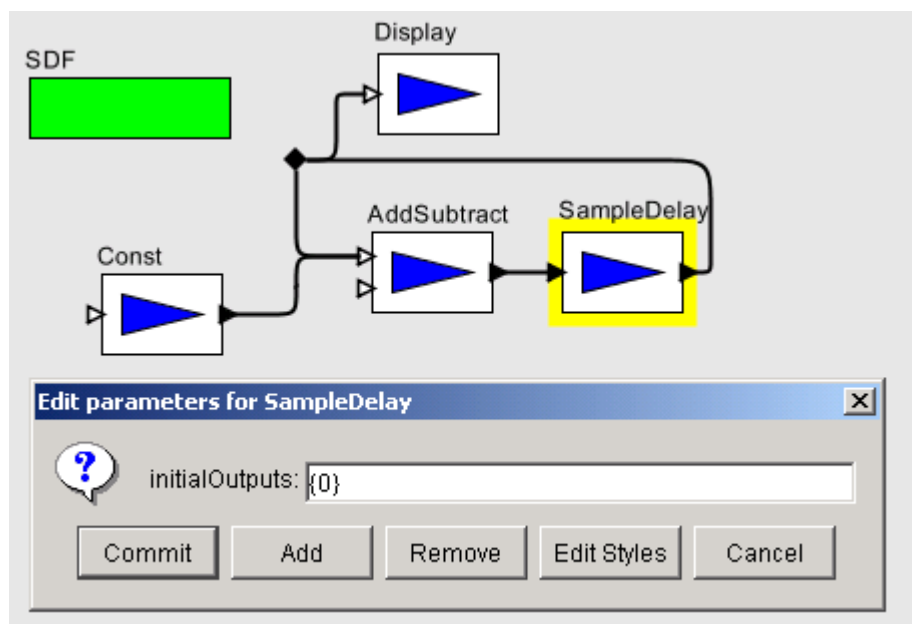 Display
SDF
AddSubtract
SampleDelay
Const
Edit parameters for SampleDelay
?
initialOutputs: {0}
Commit Add Remove Edit Styles Cancel